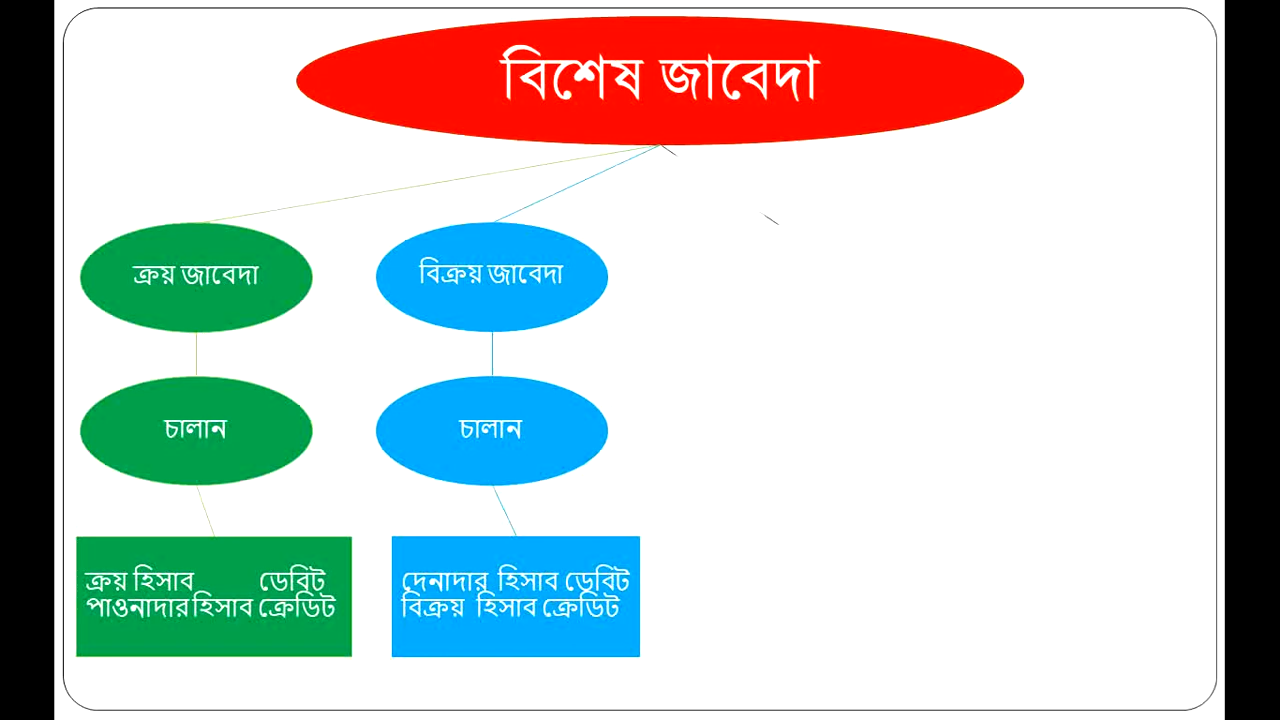 বিশেষ জাবেদা
ক্রয় জাবেদা
বিক্রয় জাবেদা
চালান
চালান
ক্রয় হিসাব ডেবিট
পাওনাদার হিসাব ক্রেডিট
দেনাদার হিসাব ডেবিট
বিক্রয় হিসাব ক্রেডিট